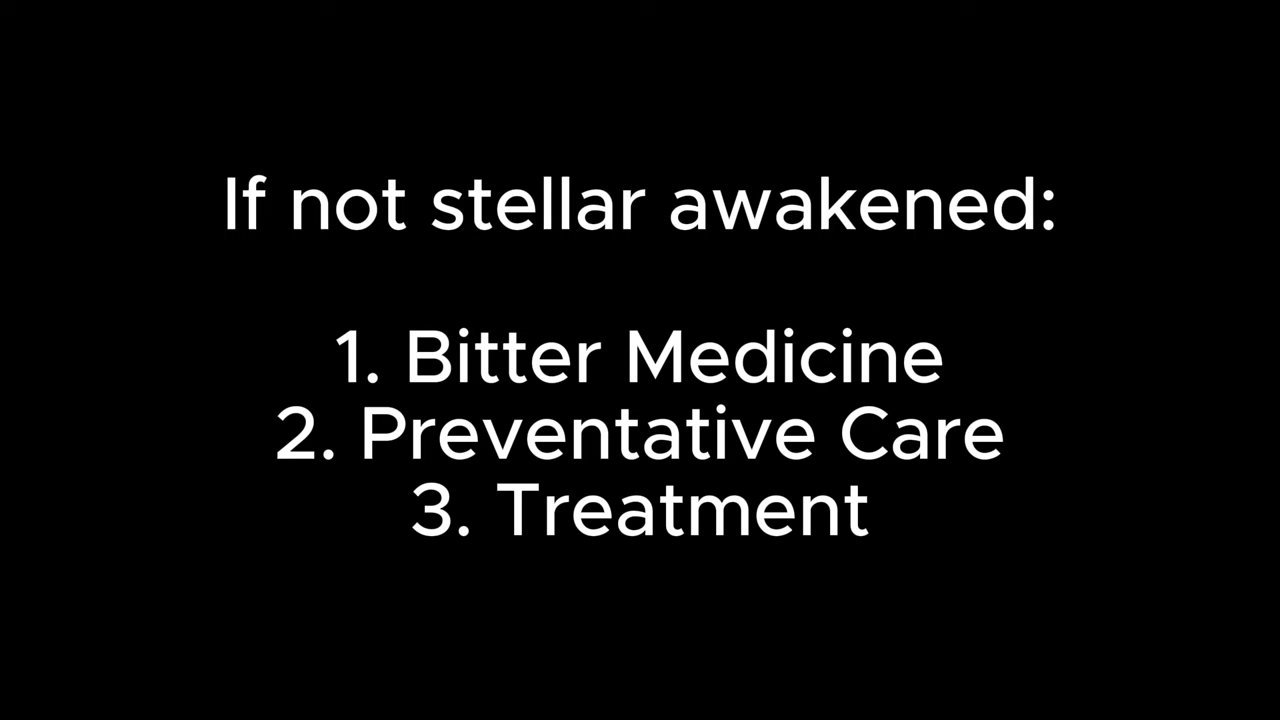 If not stellar awakened:
1. Bitter Medicine
2. Preventative Care
3. Treatment